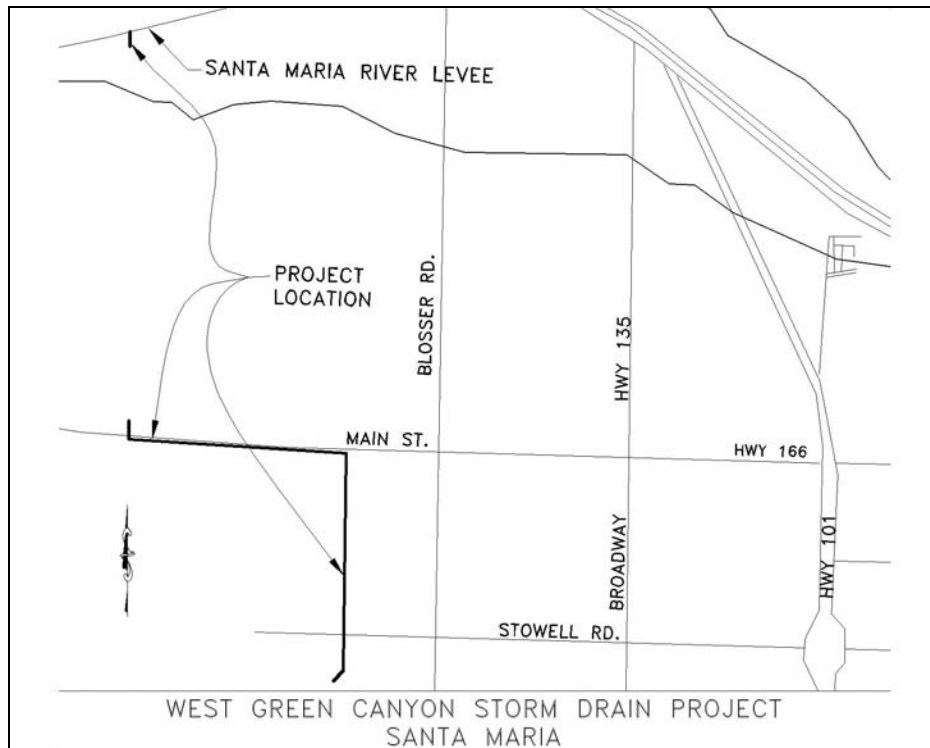 SANTA MARIA RIVER LEVEE
PROJECT
LOCATION
BLOSSER RD.
HWY 135
MAIN ST.
HWY 166
BROADWAY
HWY 101
STOWELL RD.
WEST GREEN CANYON STORM DRAIN PROJECT
SANTA MARIA